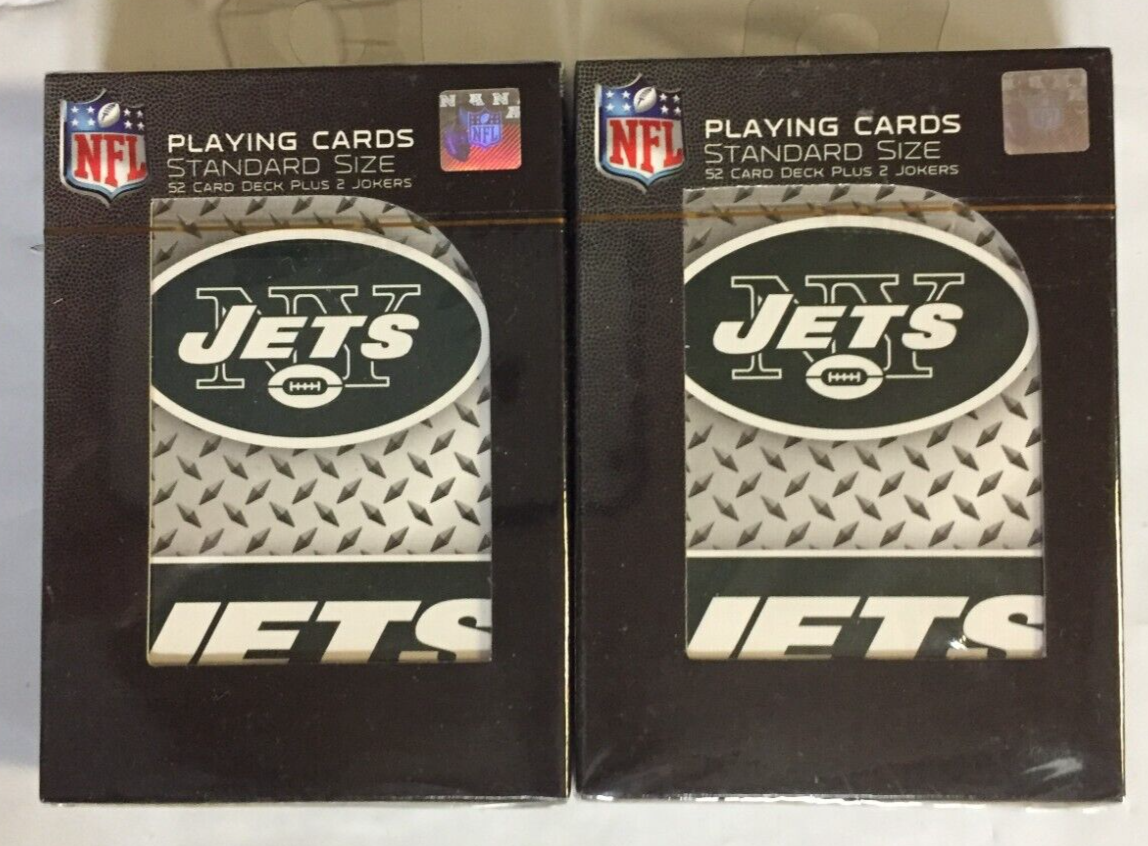 NFL
PLAYING CARDS
STANDARD SIZE
52 CARD DECK PLUS 2 JOKERS
NFL
NY
JETS
JETS
NFL
PLAYING CARDS
STANDARD SIZE
52 CARD DECK PLUS 2 JOKERS
NY
JETS
JETS